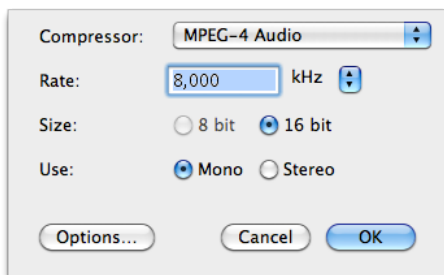 Compressor: MPEG-4 Audio
Rate: 8,000 kHz
Size: 8 bit 16 bit
Use: Mono Stereo
Options... Cancel OK